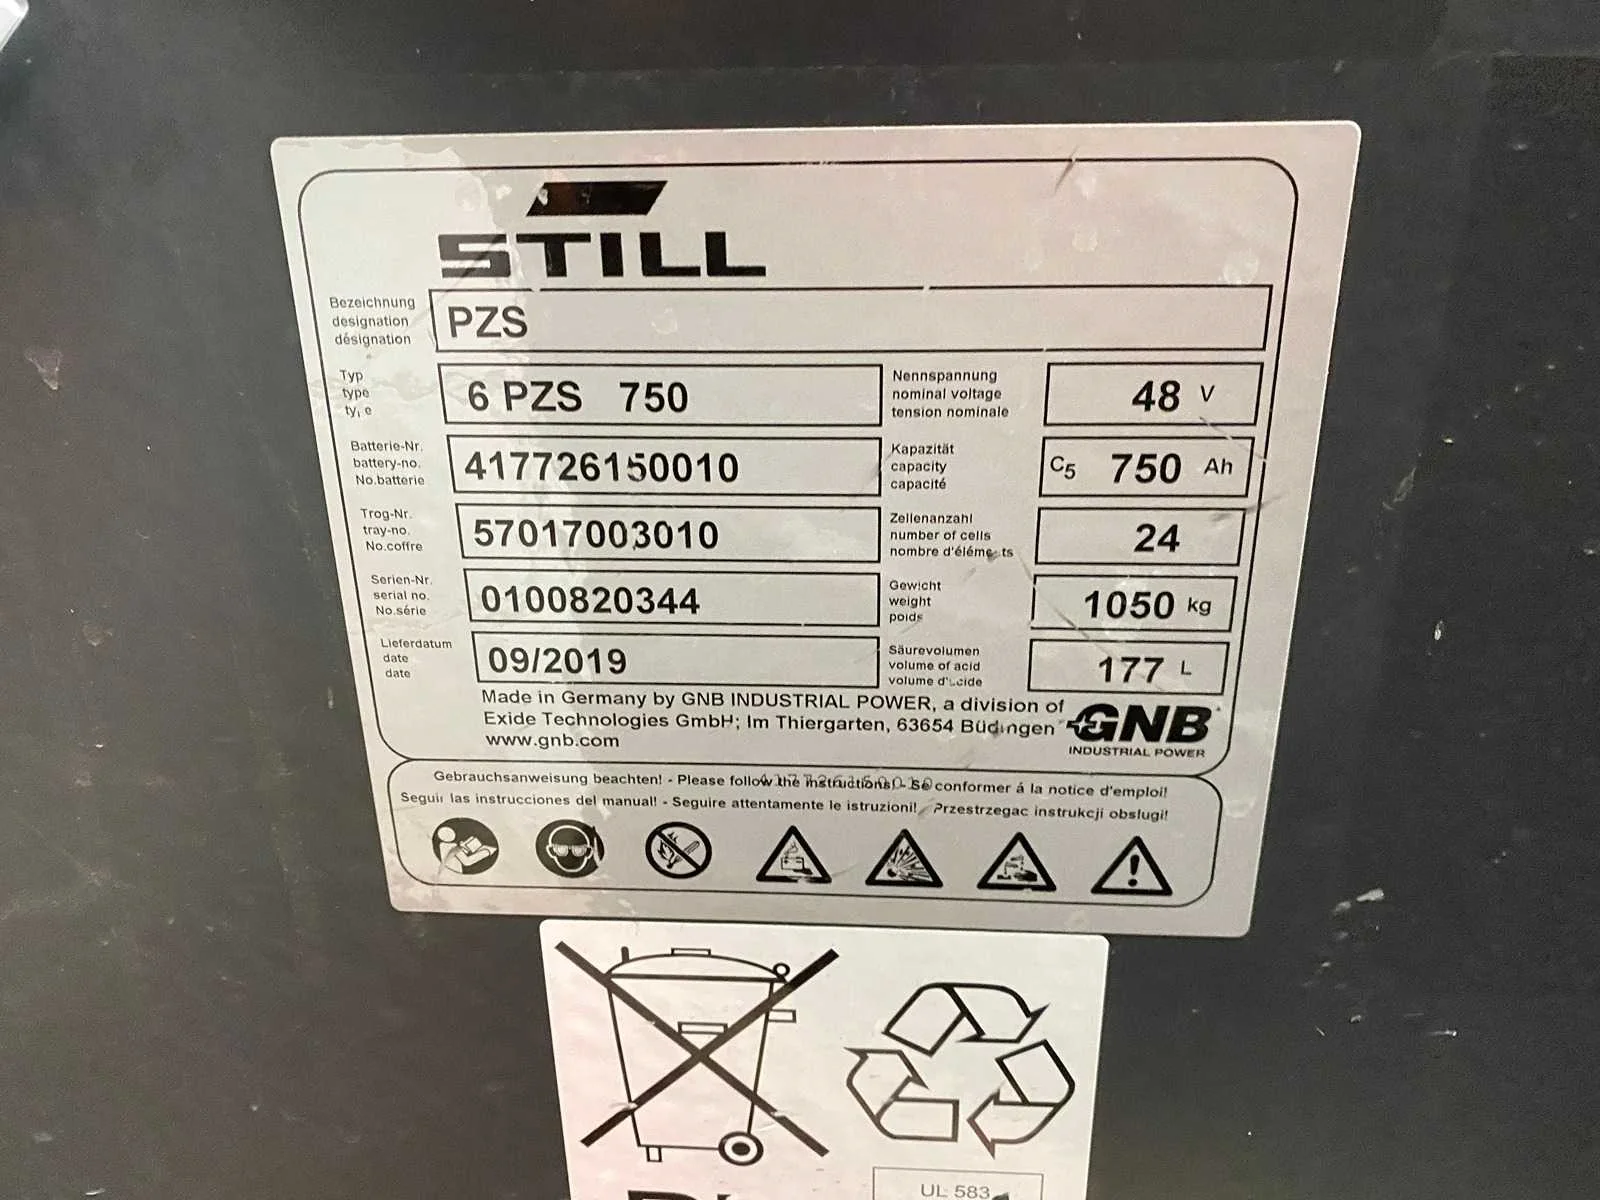 STILL
Bezeichnung
designation
désignation
PZS
Typ
type
6 PZS 750
Nennspannung
nominal voltage
tension nominale
48 V
Batterie-Nr.
battery-no.
No.batterie
417726150010
Kapazität
capacity
capacité
C5 750 Ah
Trog-Nr.
tray-no.
No.coffre
57017003010
Zellenanzahl
number of cells
nombre d'éléments
24
Serien-Nr.
serial no.
No.série
0100820344
Gewicht
weight
poids
1050 kg
Lieferdatum
date
date
09/2019
Säurevolumen
volume of acid
volume d'acide
177 L
Made in Germany by GNB INDUSTRIAL POWER, a division of
Exide Technologies GmbH; Im Thiergarten, 63654 Büdingen
www.gnb.com
GNB
INDUSTRIAL POWER
Gebrauchsanweisung beachten! - Please follow the instructions! - Se conformer á la notice d'emploi!
Seguir las instrucciones del manual! - Seguire attentamente le istruzioni! Przestrzegac instrukcji obslugi!
UL 583